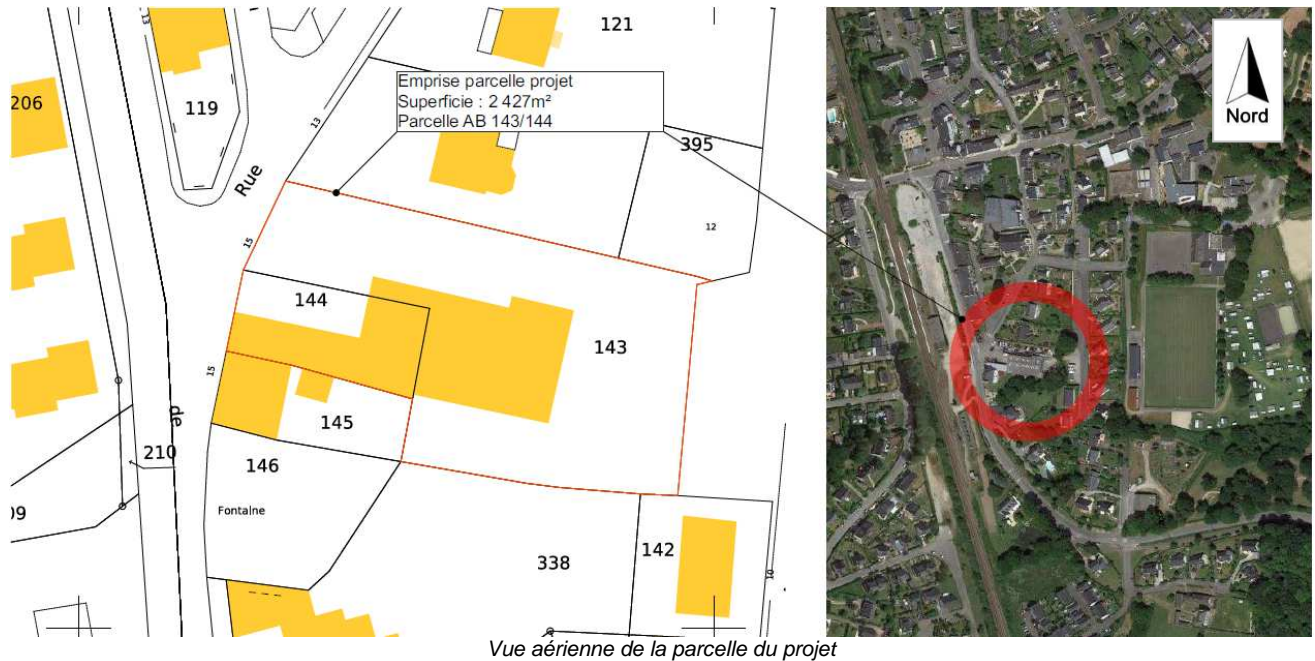 121
13
206
119
Emprise parcelle projet
Superficie : 2 427m²
Parcelle AB 143/144
Nord
13
395
Rue
12
15
144
143
15
145
de
210
146
09
Fontaine
338
142
10
Vue aérienne de la parcelle du projet